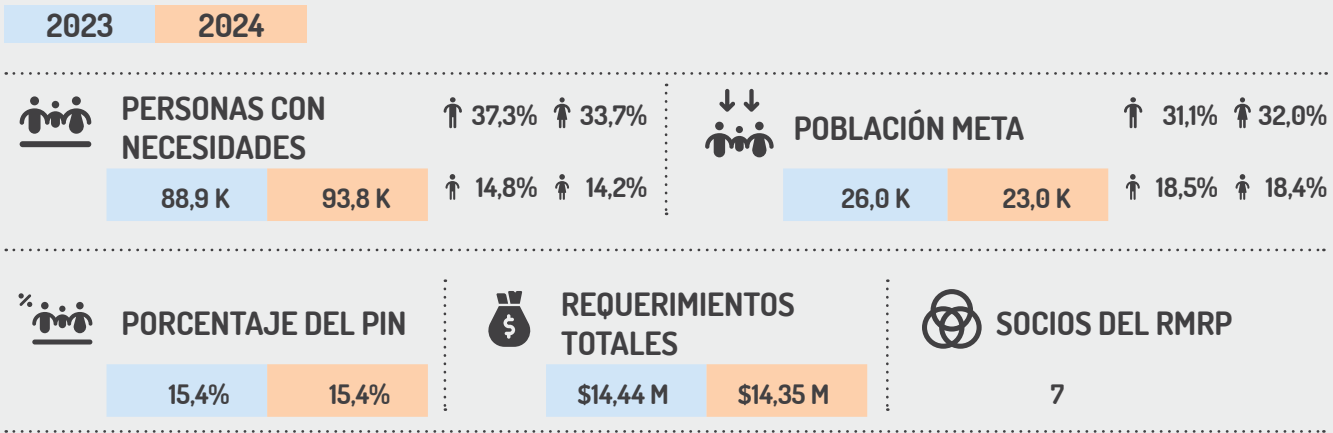 2023 2024
PERSONAS CON
NECESIDADES
37,3% 33,7%
88,9 K 93,8 K
14,8% 14,2%
POBLACIÓN META
31,1% 32,0%
26,0 K 23,0 K
18,5% 18,4%
% PORCENTAJE DEL PIN
15,4% 15,4%
$ REQUERIMIENTOS
TOTALES
$14,44 M $14,35 M
SOCIOS DEL RMRP
7